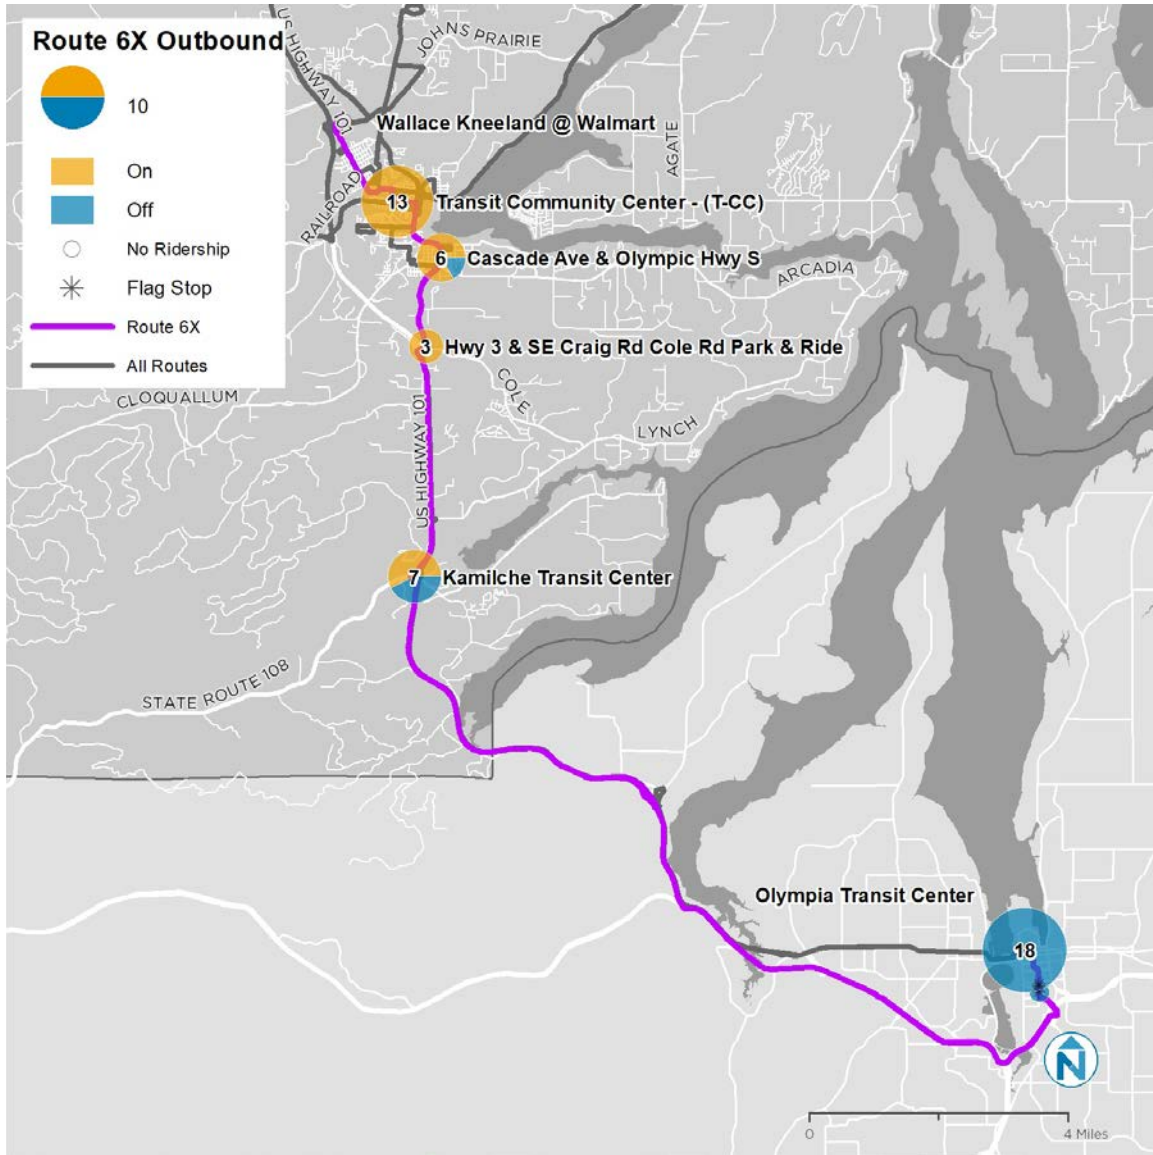 Route 6X Outbound
10
On
Off
No Ridership
Flag Stop
Route 6X
All Routes
US HIGHWAY 101
JOHNS PRAIRIE
Wallace Kneeland @ Walmart
AGATE
RAILROAD
13
Transit Community Center - (T-CC)
6
Cascade Ave & Olympic Hwy S
ARCADIA
3
Hwy 3 & SE Craig Rd Cole Rd Park & Ride
CLOQUALLUM
COLE
LYNCH
US HIGHWAY 101
7
Kamilche Transit Center
STATE ROUTE 108
Olympia Transit Center
18
N
0
4 Miles